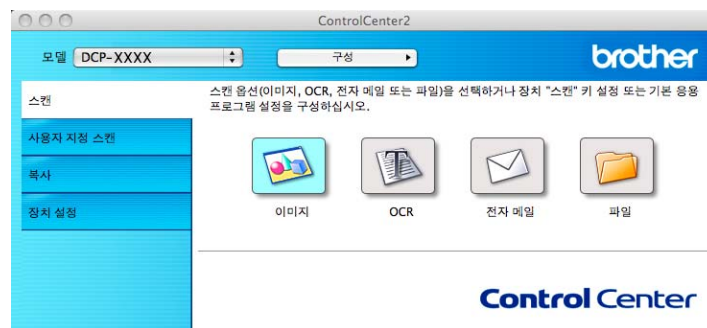 ControlCenter2
모델 DCP-XXXX 구성 brother
스캔
사용자 지정 스캔
복사
장치 설정
스캔 옵션(이미지, OCR, 전자 메일 또는 파일)을 선택하거나 장치 "스캔" 키 설정 또는 기본 응용
프로그램 설정을 구성하십시오.
이미지 OCR 전자 메일 파일
Control Center